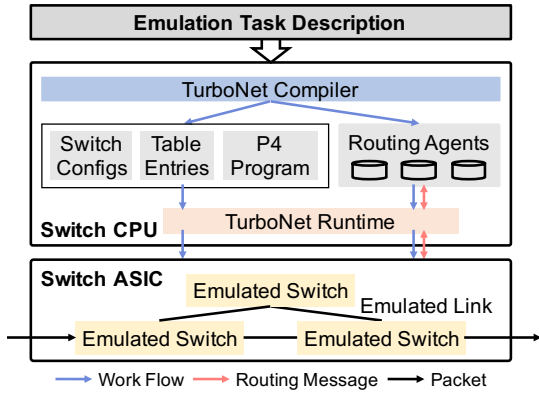 Emulation Task Description
TurboNet Compiler
Switch Configs
Table Entries
P4 Program
Routing Agents
TurboNet Runtime
Switch CPU
Switch ASIC
Emulated Switch
Emulated Link
Emulated Switch
Emulated Switch
Work Flow
Routing Message
Packet